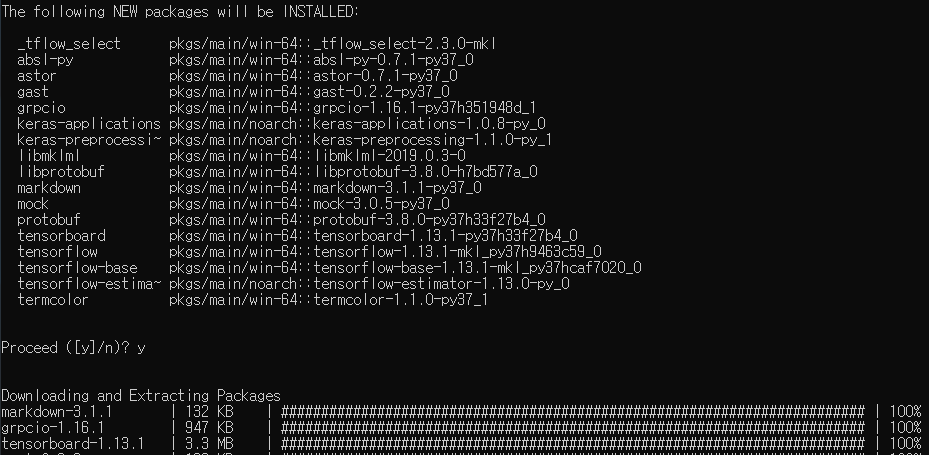 The following NEW packages will be INSTALLED:
_tflow_select pkgs/main/win-64::_tflow_select-2.3.0-mkl
absl-py pkgs/main/win-64::absl-py-0.7.1-py37_0
astor pkgs/main/win-64::astor-0.7.1-py37_0
gast pkgs/main/win-64::gast-0.2.2-py37_0
grpcio pkgs/main/win-64::grpcio-1.16.1-py37h351948d_1
keras-applications pkgs/main/noarch::keras-applications-1.0.8-py_0
keras-preprocessi~ pkgs/main/noarch::keras-preprocessing-1.1.0-py_1
libmklml pkgs/main/win-64::libmklml-2019.0.3-0
libprotobuf pkgs/main/win-64::libprotobuf-3.8.0-h7bd577a_0
markdown pkgs/main/win-64::markdown-3.1.1-py37_0
mock pkgs/main/win-64::mock-3.0.5-py37_0
protobuf pkgs/main/win-64::protobuf-3.8.0-py37h33f27b4_0
tensorboard pkgs/main/win-64::tensorboard-1.13.1-py37h33f27b4_0
tensorflow pkgs/main/win-64::tensorflow-1.13.1-mkl_py37h9463c59_0
tensorflow-base pkgs/main/win-64::tensorflow-base-1.13.1-mkl_py37hcaf7020_0
tensorflow-estima~ pkgs/main/noarch::tensorflow-estimator-1.13.0-py_0
termcolor pkgs/main/win-64::termcolor-1.1.0-py37_1
Proceed ([y]/n)? y
Downloading and Extracting Packages
markdown-3.1.1 | 132 KB | ########################################################################## | 100%
grpcio-1.16.1 | 947 KB | ########################################################################## | 100%
tensorboard-1.13.1 | 3.3 MB | ########################################################################## | 100%